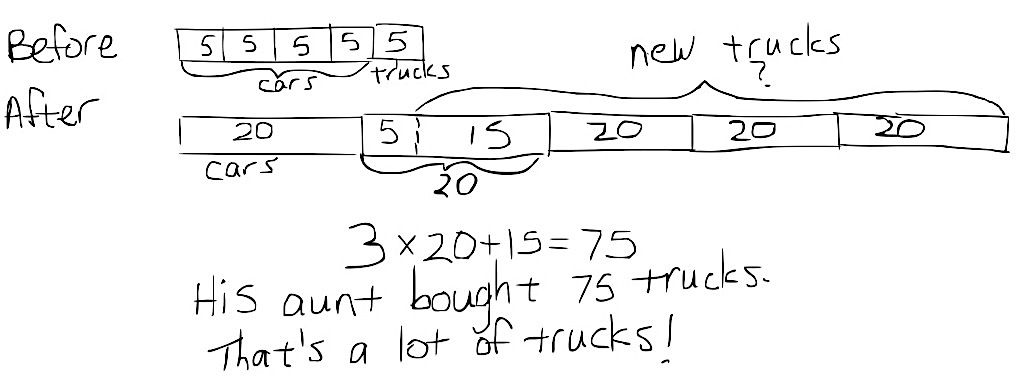 Before 5 5 5 5 5
cars trucks
new trucks
?
After 20 5 15 20 20 20
cars 20
3×20+15=75
His aunt bought 75 trucks.
That's a lot of trucks!